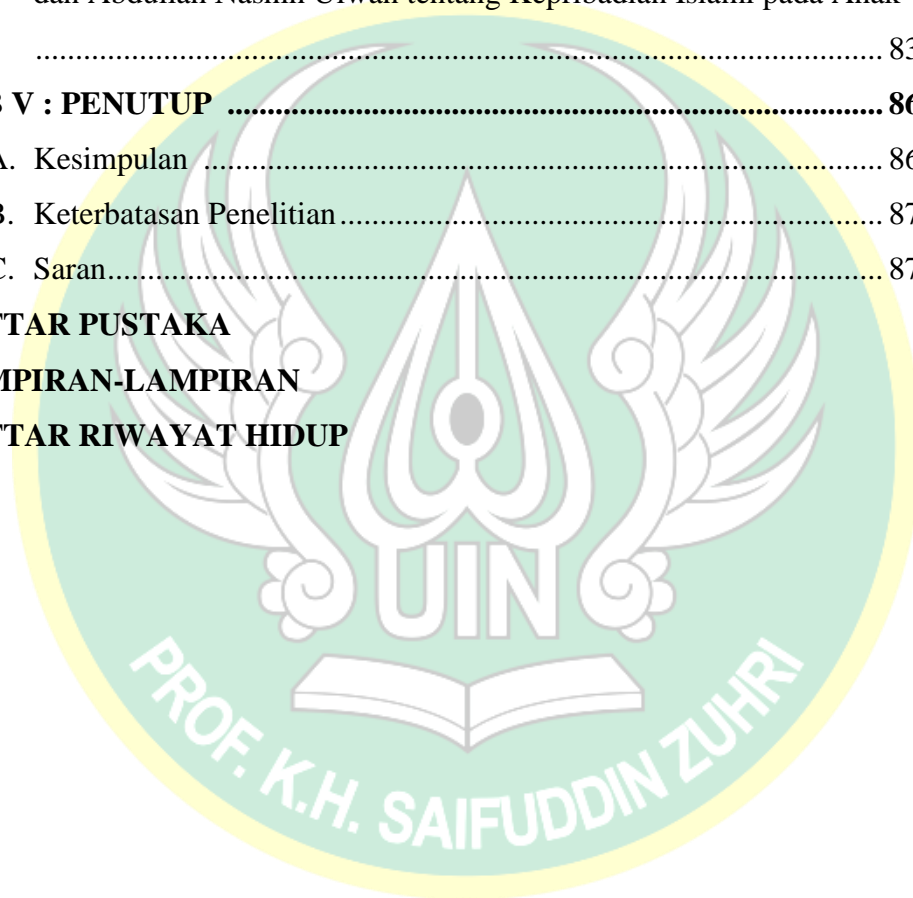 dan Abdullah Nashih Ulwan tentang Kepribadian Islami pada Anak
........................................................................................................... 83
V : PENUTUP .................................................................................. 86
A. Kesimpulan ..................................................................................... 86
B. Keterbatasan Penelitian .................................................................... 87
C. Saran.................................................................................................. 87
TAR PUSTAKA
MPIRAN-LAMPIRAN
TAR RIWAYAT HIDUP
UIN
PROF. K.H. SAIFUDDIN ZUHRI